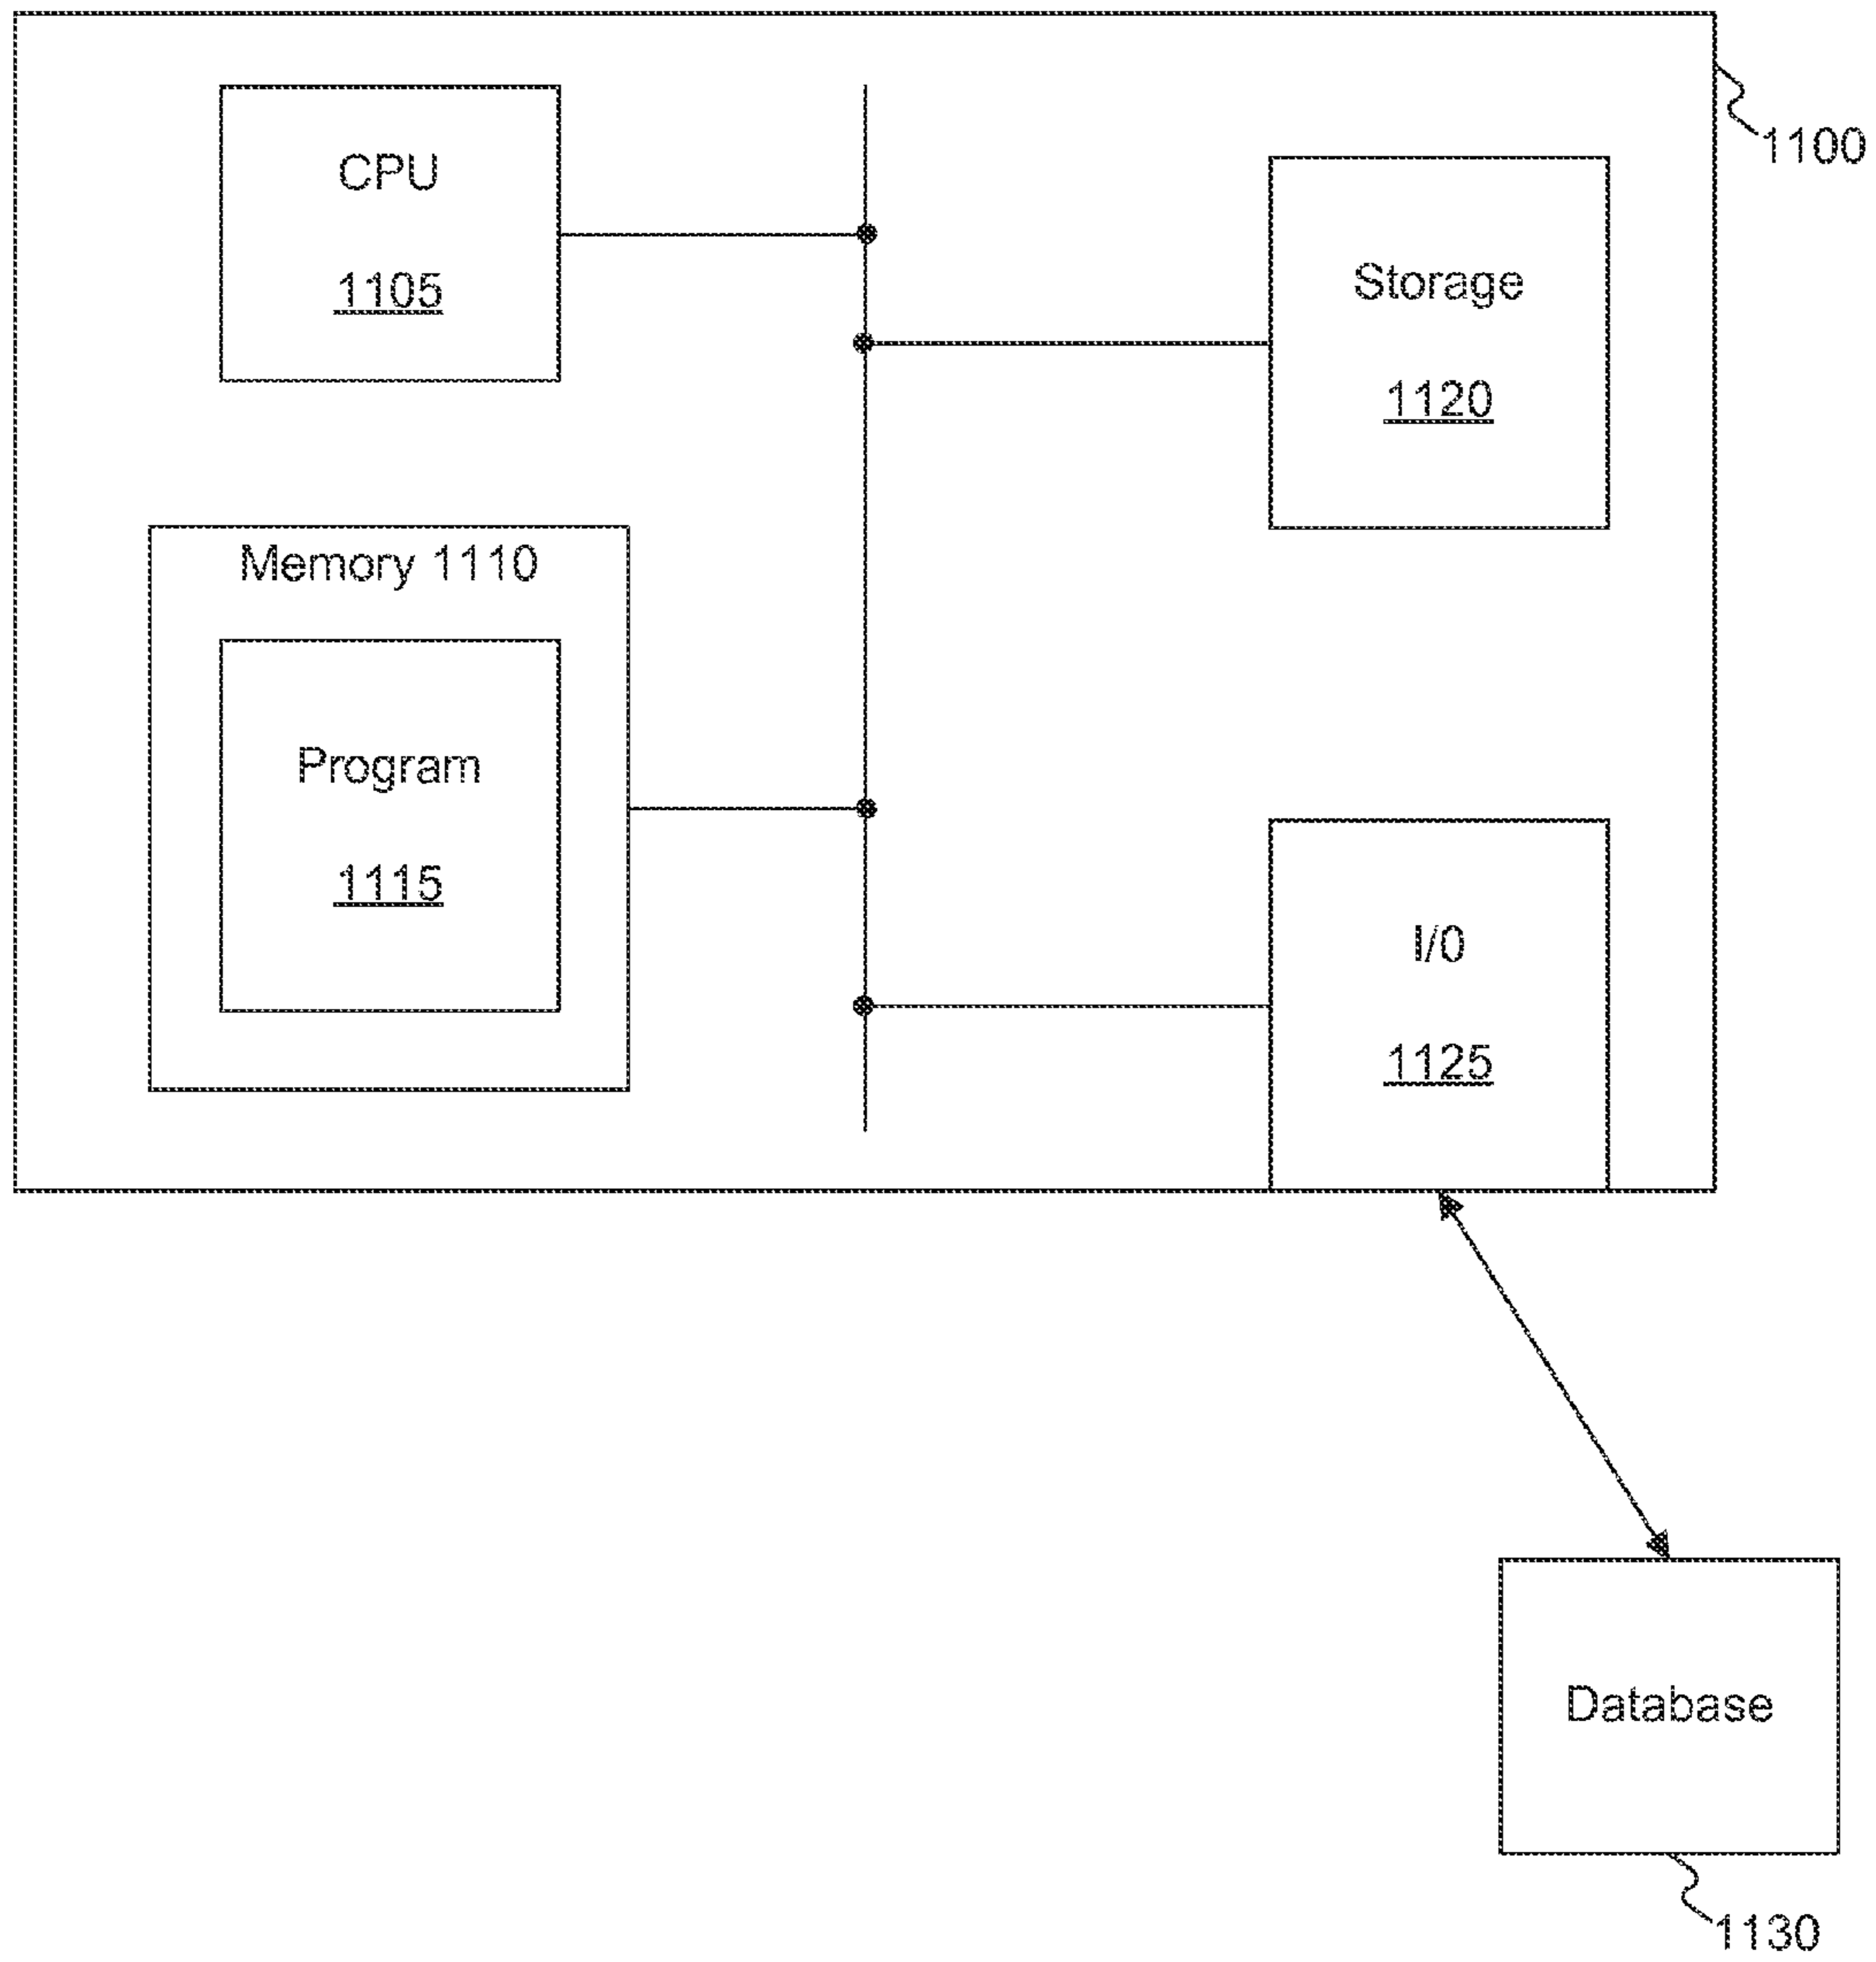 1100
CPU
1105
Storage
1120
Memory 1110
Program
1115
I/0
1125
Database
1130